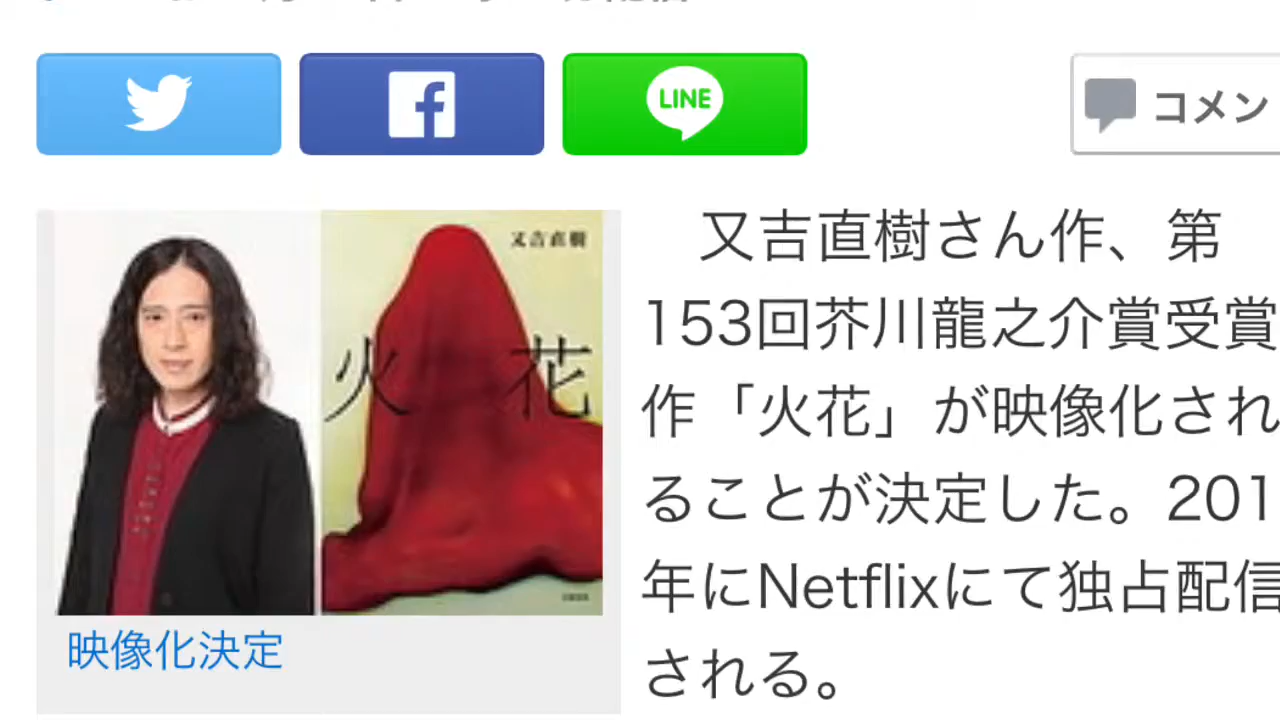 LINE
コメン
又吉直樹
火花
映像化決定
又吉直樹さん作、第
153回芥川龍之介賞受賞
作「火花」が映像化され
ることが決定した。201
年にNetflixにて独占配信
される。